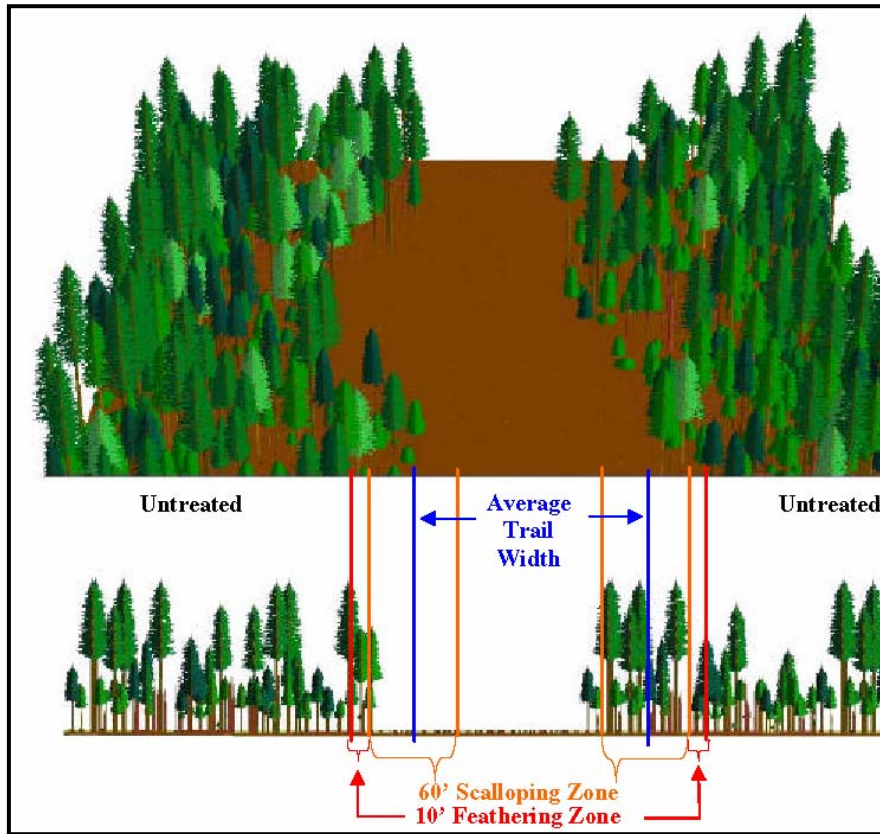 Untreated
Average
Trail
Width
Untreated
60' Scalloping Zone
10' Feathering Zone